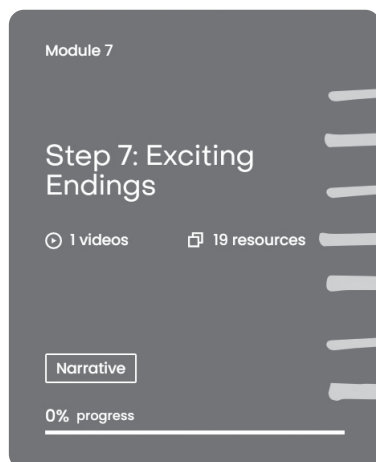 Module 7
Step 7: Exciting
Endings
1 videos
19 resources
Narrative
0% progress